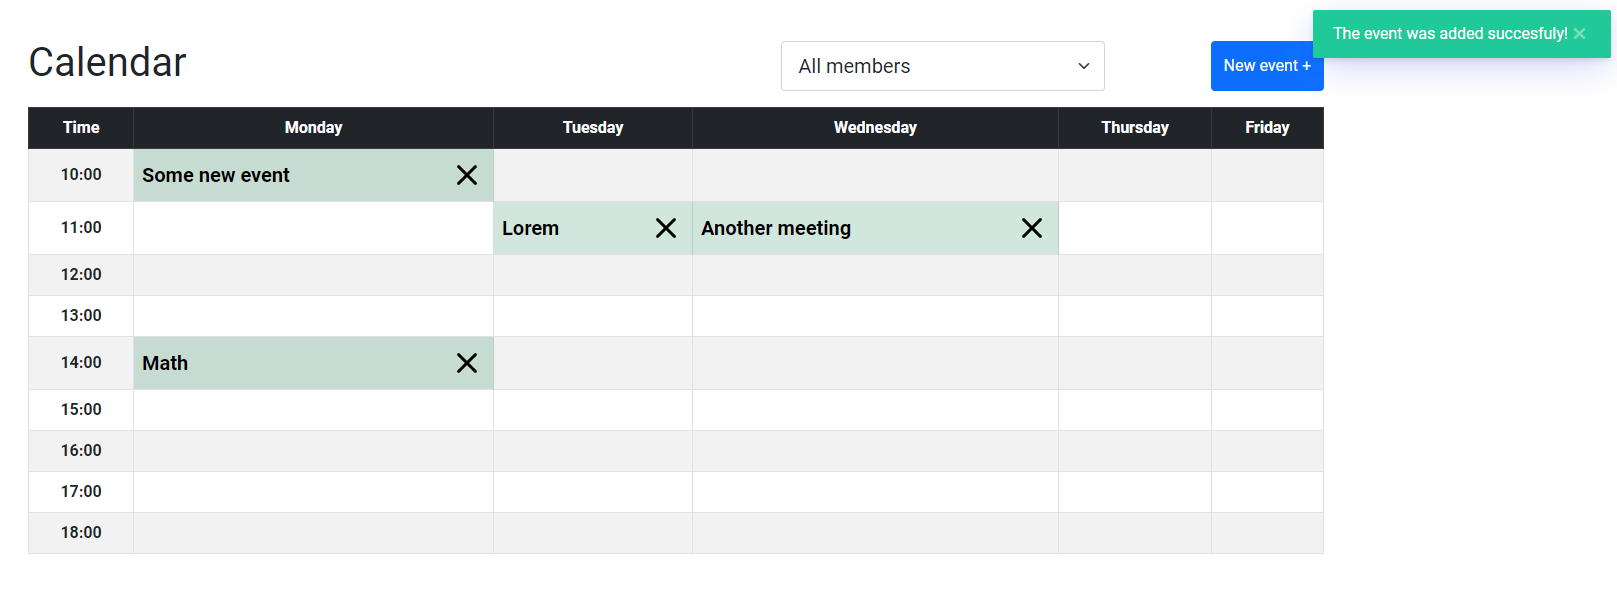 The event was added succesfuly! ×
Calendar
All members
New event +
Time Monday Tuesday Wednesday Thursday Friday
10:00 Some new event
11:00 Lorem Another meeting
12:00
13:00
14:00 Math
15:00
16:00
17:00
18:00